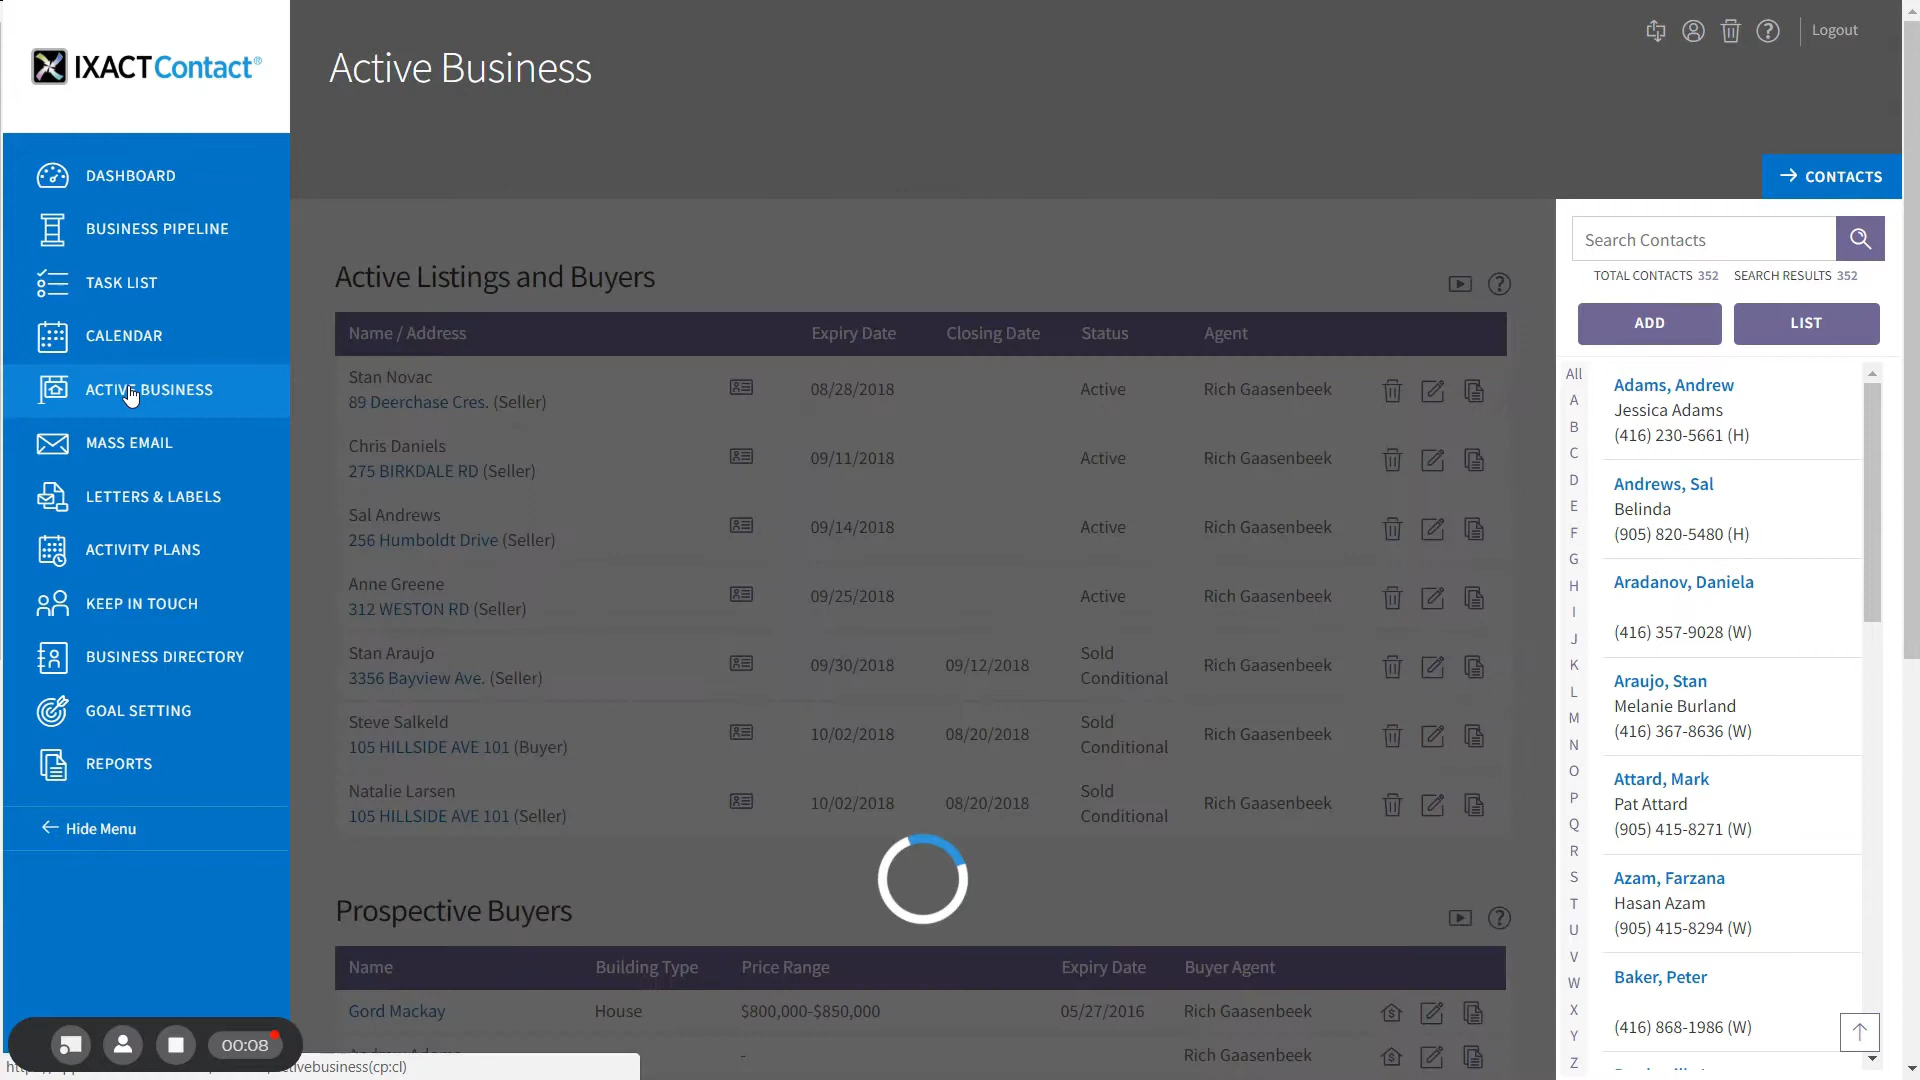 IXACTContact®
Active Business
Logout
DASHBOARD
BUSINESS PIPELINE
TASK LIST
CALENDAR
ACTIVE BUSINESS
MASS EMAIL
LETTERS & LABELS
ACTIVITY PLANS
KEEP IN TOUCH
BUSINESS DIRECTORY
GOAL SETTING
REPORTS
Hide Menu
00:08
Active Listings and Buyers
Name / Address Expiry Date Closing Date Status Agent
Stan Novac
89 Deerchase Cres. (Seller) 08/28/2018 Active Rich Gaasenbeek
Chris Daniels
275 BIRKDALE RD (Seller) 09/11/2018 Active Rich Gaasenbeek
Sal Andrews
256 Humboldt Drive (Seller) 09/14/2018 Active Rich Gaasenbeek
Anne Greene
312 WESTON RD (Seller) 09/25/2018 Active Rich Gaasenbeek
Stan Araujo
3356 Bayview Ave. (Seller) 09/30/2018 09/12/2018 Sold Conditional Rich Gaasenbeek
Steve Salkeld
105 HILLSIDE AVE 101 (Buyer) 10/02/2018 08/20/2018 Sold Conditional Rich Gaasenbeek
Natalie Larsen
105 HILLSIDE AVE 101 (Seller) 10/02/2018 08/20/2018 Sold Conditional Rich Gaasenbeek
Prospective Buyers
Name Building Type Price Range Expiry Date Buyer Agent
Gord Mackay House $800,000-$850,000 05/27/2016 Rich Gaasenbeek
- Rich Gaasenbeek
CONTACTS
Search Contacts
TOTAL CONTACTS 352 SEARCH RESULTS 352
ADD LIST
All
A
B
C
D
E
F
G
H
I
J
K
L
M
N
O
P
Q
R
S
T
U
V
W
X
Y
Z
Adams, Andrew
Jessica Adams
(416) 230-5661 (H)
Andrews, Sal
Belinda
(905) 820-5480 (H)
Aradanov, Daniela
(416) 357-9028 (W)
Araujo, Stan
Melanie Burland
(416) 367-8636 (W)
Attard, Mark
Pat Attard
(905) 415-8271 (W)
Azam, Farzana
Hasan Azam
(905) 415-8294 (W)
Baker, Peter
(416) 868-1986 (W)